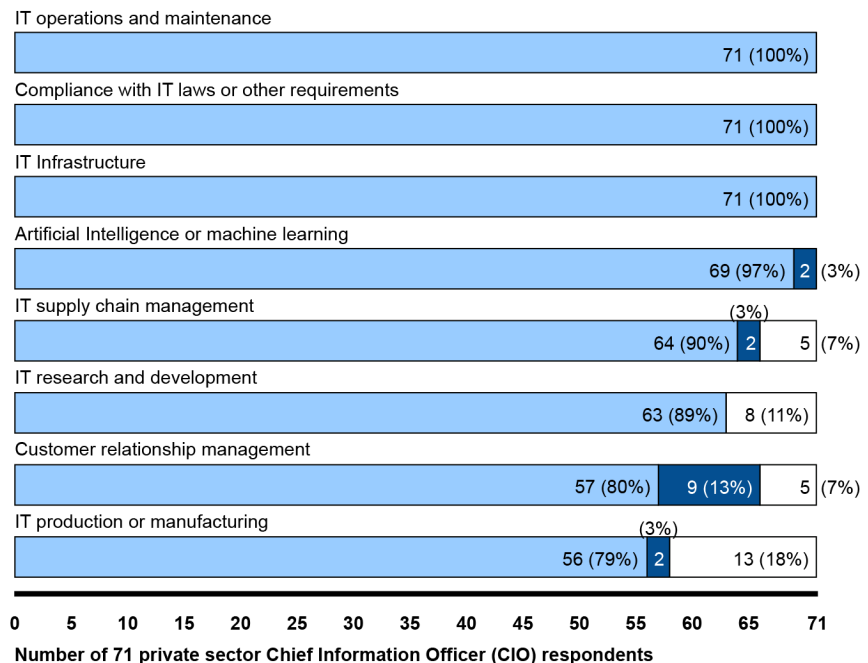 IT operations and maintenance
71 (100%)
Compliance with IT laws or other requirements
71 (100%)
IT Infrastructure
71 (100%)
Artificial Intelligence or machine learning
69 (97%) 2 (3%)
IT supply chain management
(3%)
64 (90%) 2 5 (7%)
IT research and development
63 (89%) 8 (11%)
Customer relationship management
57 (80%) 9 (13%) 5 (7%)
IT production or manufacturing
(3%)
56 (79%) 2 13 (18%)
0 5 10 15 20 25 30 35 40 45 50 55 60 65 71
Number of 71 private sector Chief Information Officer (CIO) respondents